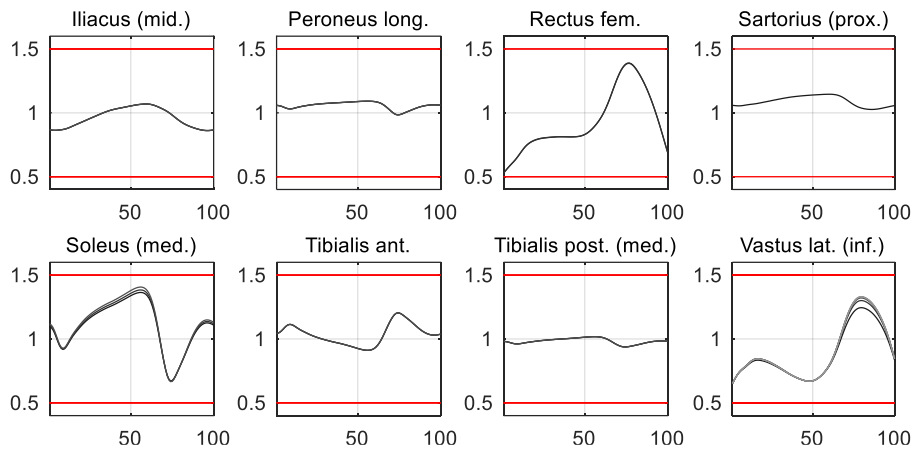 Iliacus (mid.) Peroneus long. Rectus fem. Sartorius (prox.)
1.5 1.5 1.5 1.5
1 1 1 1
0.5 0.5 0.5 0.5
50 100 50 100 50 100 50 100
Soleus (med.) Tibialis ant. Tibialis post. (med.) Vastus lat. (inf.)
1.5 1.5 1.5 1.5
1 1 1 1
0.5 0.5 0.5 0.5
50 100 50 100 50 100 50 100